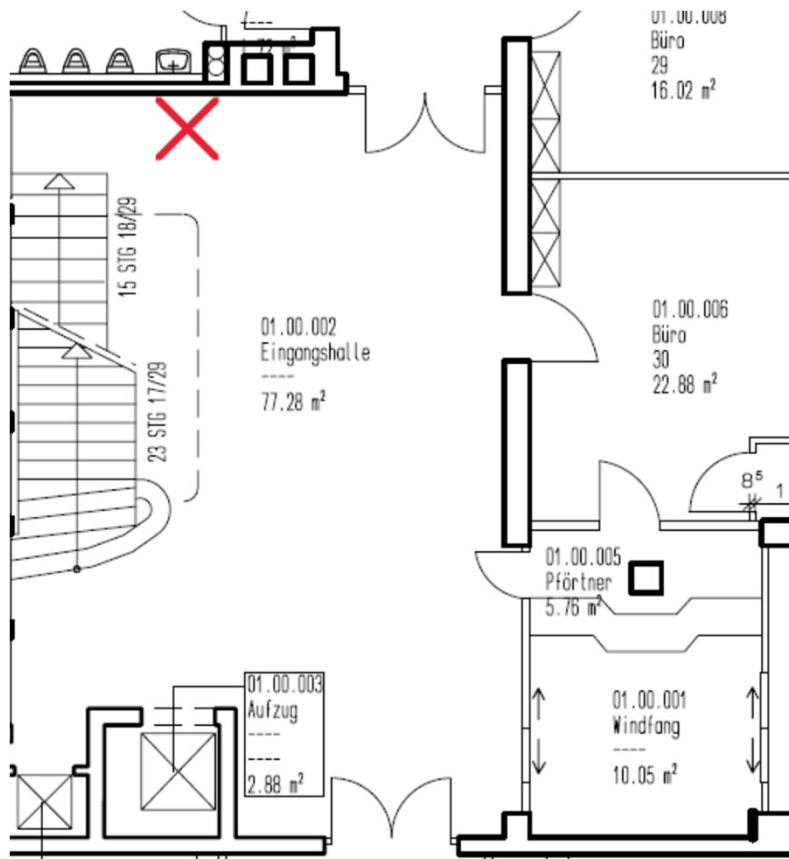 01.00.008
Büro
29
16.02 m²
15 STG 18/29
23 STG 17/29
01.00.002
Eingangshalle
----
77.28 m²
01.00.006
Büro
30
22.88 m²
8⁵
1
01.00.005
Pförtner
5.76 m²
01.00.003
Aufzug
----
----
2.88 m²
01.00.001
Windfang
----
10.05 m²